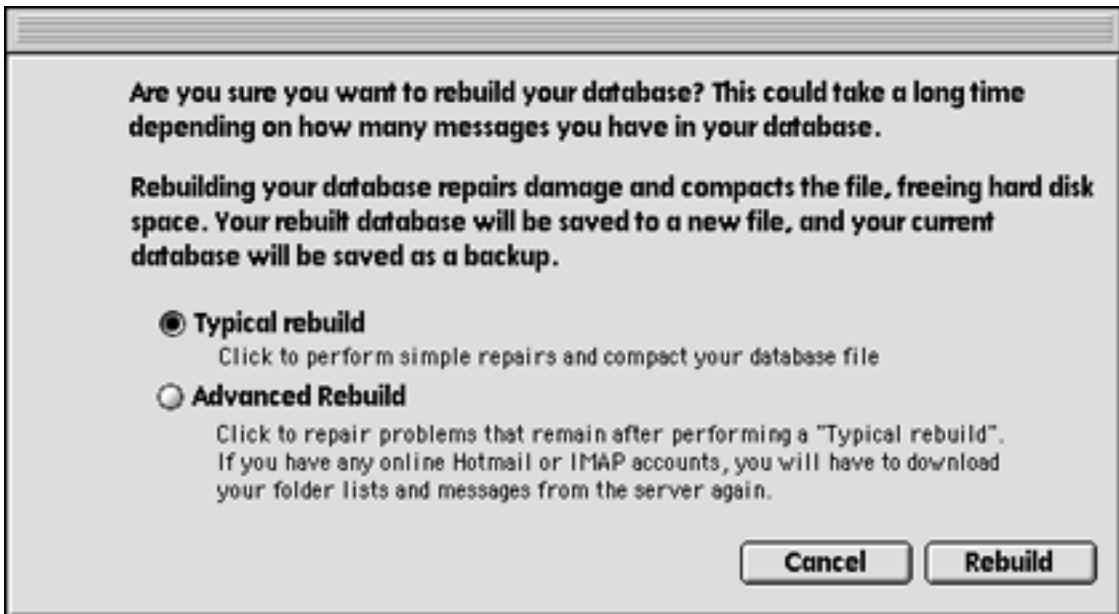 Are you sure you want to rebuild your database? This could take a long time
depending on how many messages you have in your database.
Rebuilding your database repairs damage and compacts the file, freeing hard disk
space. Your rebuilt database will be saved to a new file, and your current
database will be saved as a backup.
Typical rebuild
Click to perform simple repairs and compact your database file
Advanced Rebuild
Click to repair problems that remain after performing a "Typical rebuild".
If you have any online Hotmail or IMAP accounts, you will have to download
your folder lists and messages from the server again.
Cancel Rebuild